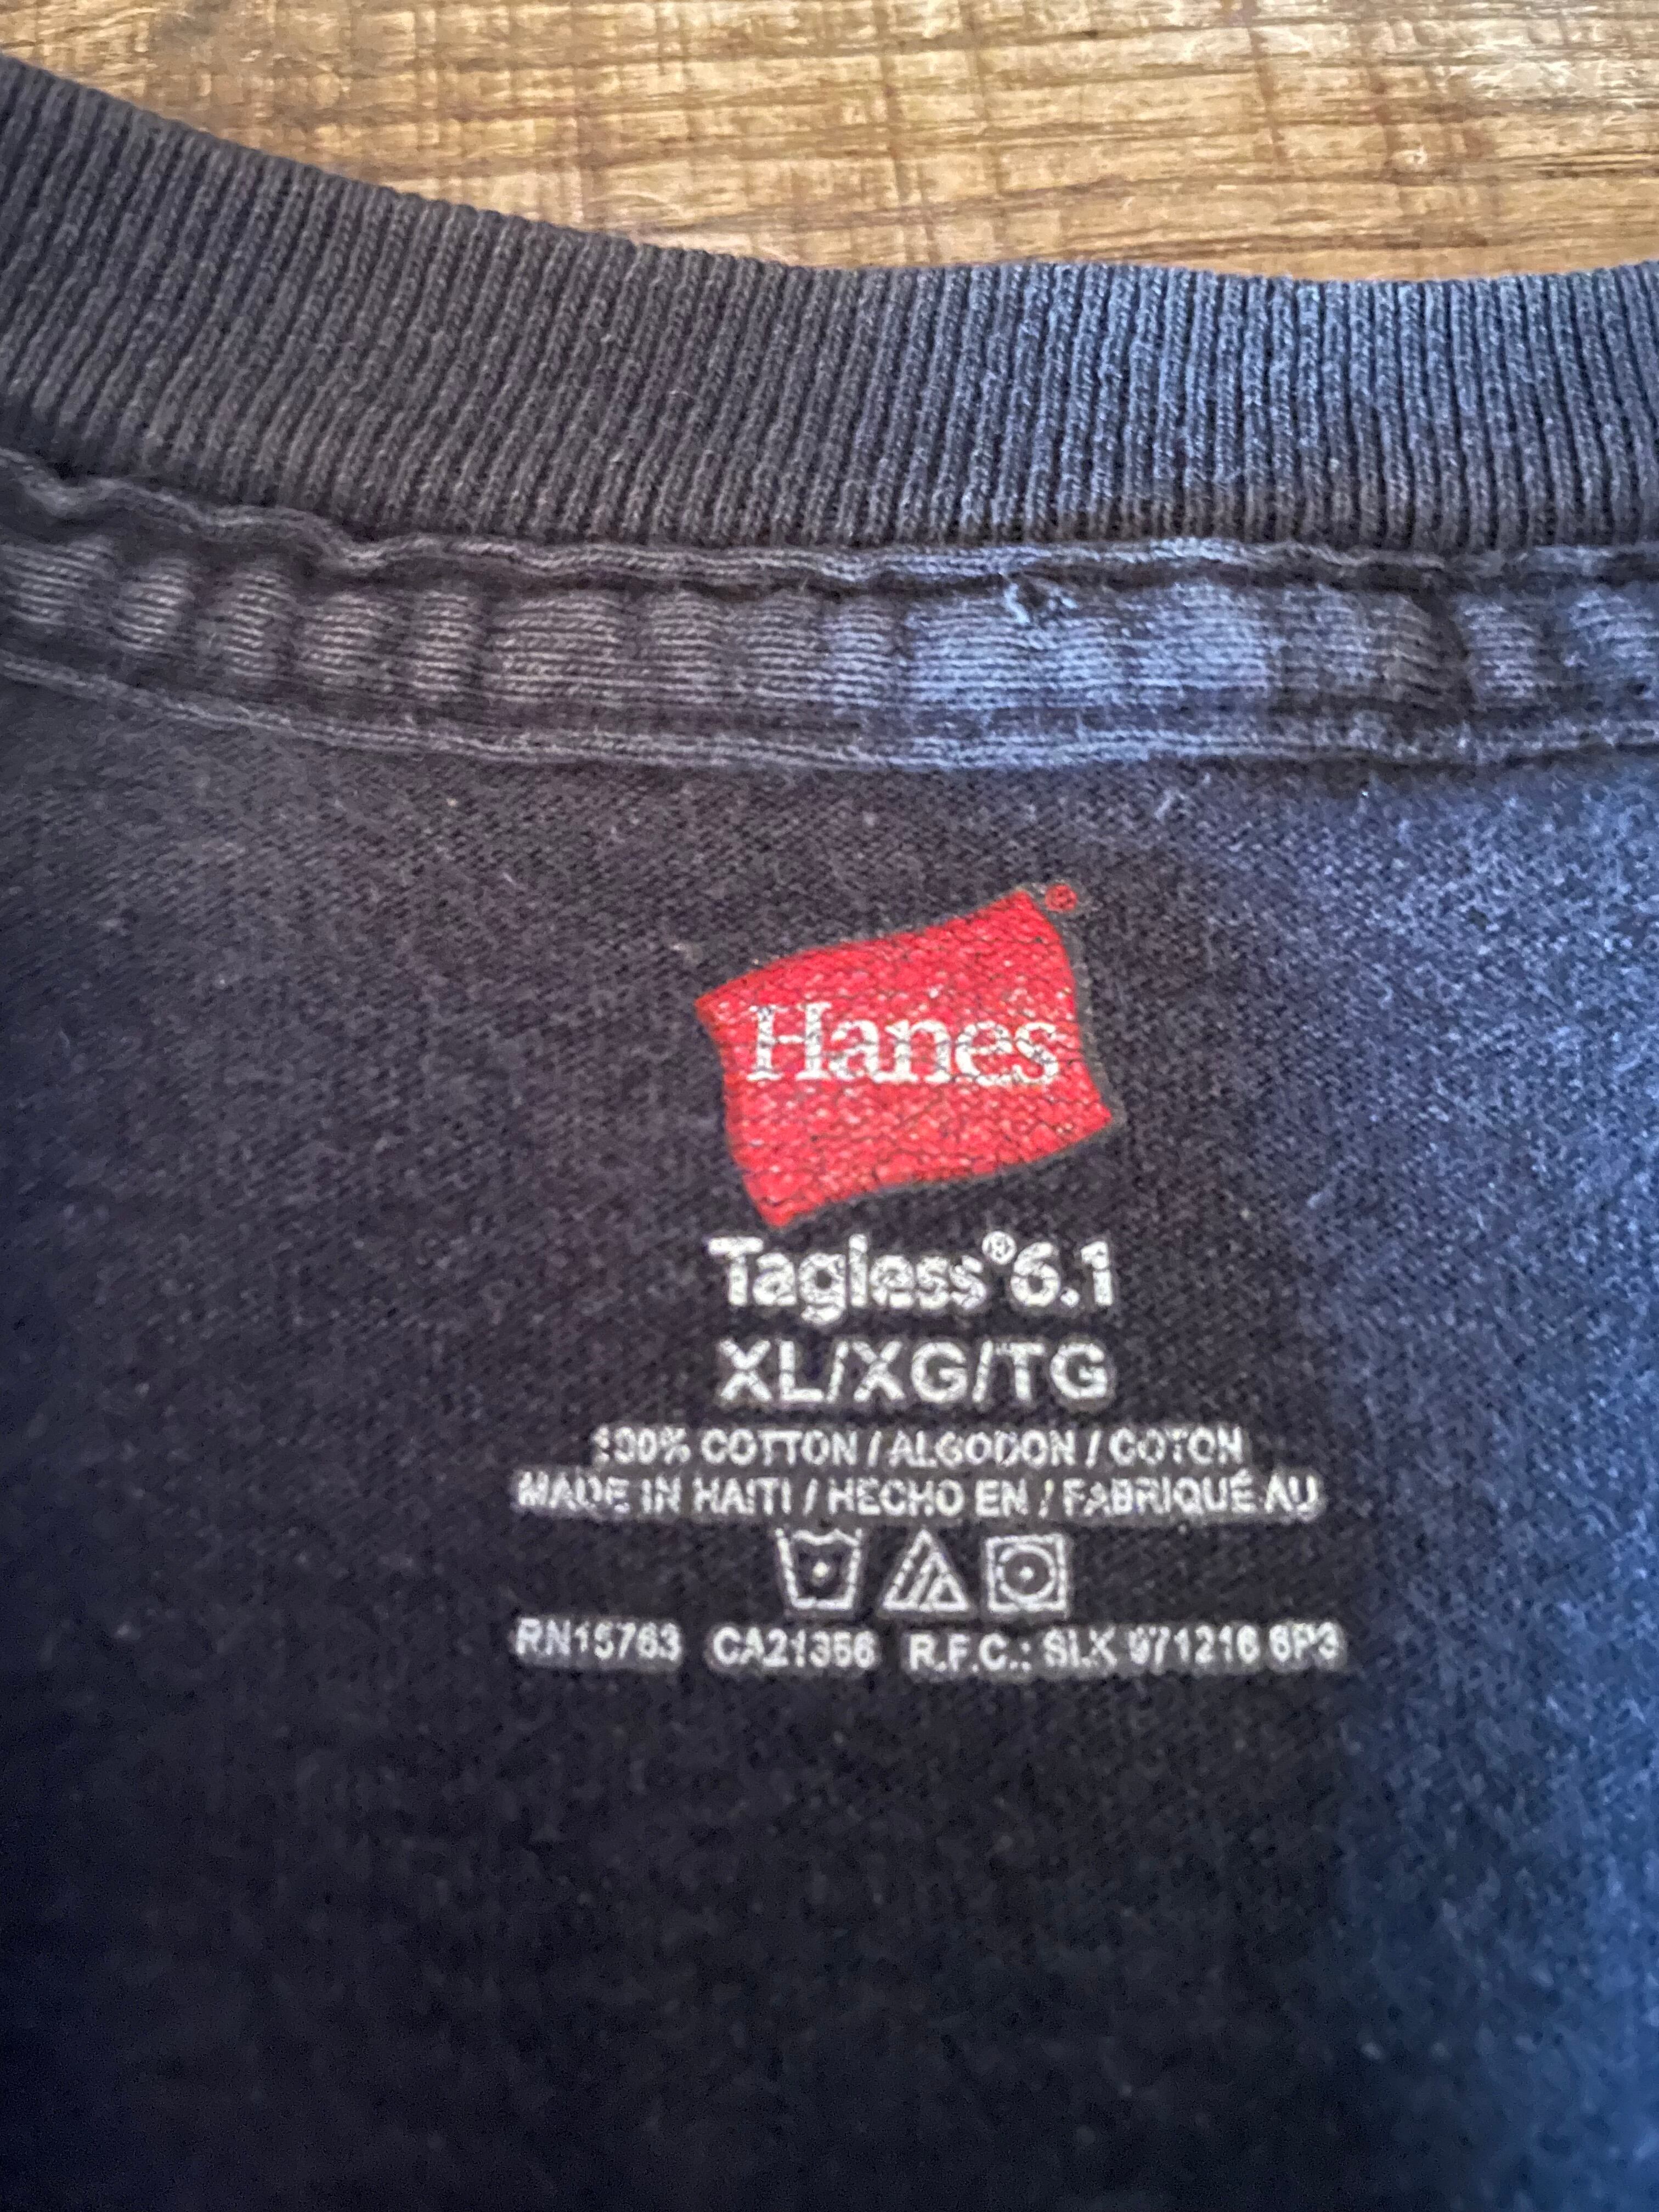 Hanes®
Tagless®6.1
XL/XG/TG
100% COTTON / ALGODON / COTON
MADE IN HAITI / HECHO EN / FABRIQUÉ AU
RN15763 CA21356 R.F.C.: SLK 971216 6P3